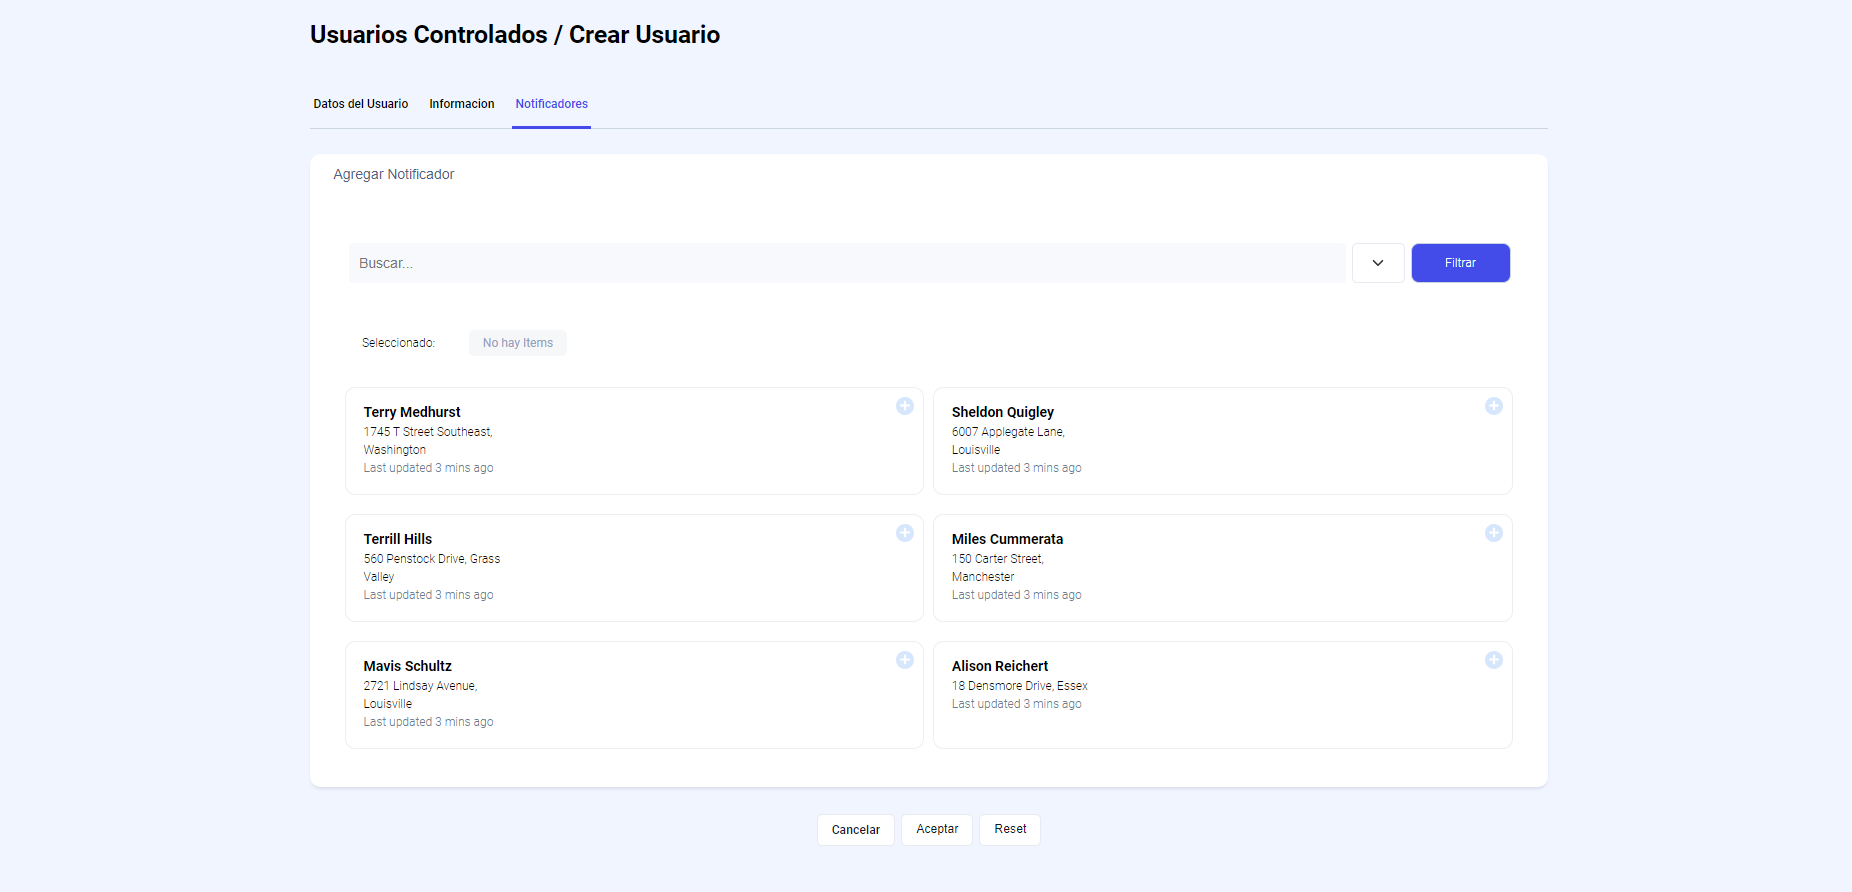 Usuarios Controlados / Crear Usuario
Datos del Usuario
Informacion
Notificadores
Agregar Notificador
Buscar...
Filtrar
Seleccionado:
No hay Items
Terry Medhurst
1745 T Street Southeast,
Washington
Last updated 3 mins ago
Sheldon Quigley
6007 Applegate Lane,
Louisville
Last updated 3 mins ago
Terrill Hills
560 Penstock Drive, Grass
Valley
Last updated 3 mins ago
Miles Cummerata
150 Carter Street,
Manchester
Last updated 3 mins ago
Mavis Schultz
2721 Lindsay Avenue,
Louisville
Last updated 3 mins ago
Alison Reichert
18 Densmore Drive, Essex
Last updated 3 mins ago
Cancelar
Aceptar
Reset